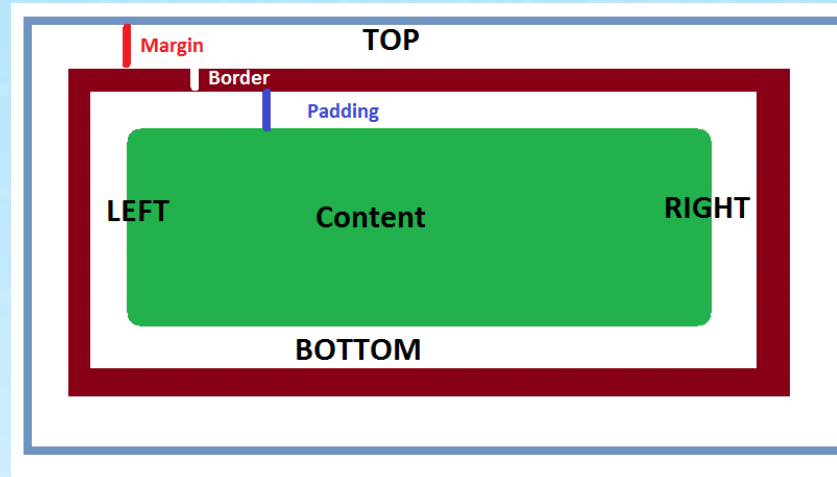 TOP
Margin
Border
Padding
LEFT
Content
RIGHT
BOTTOM